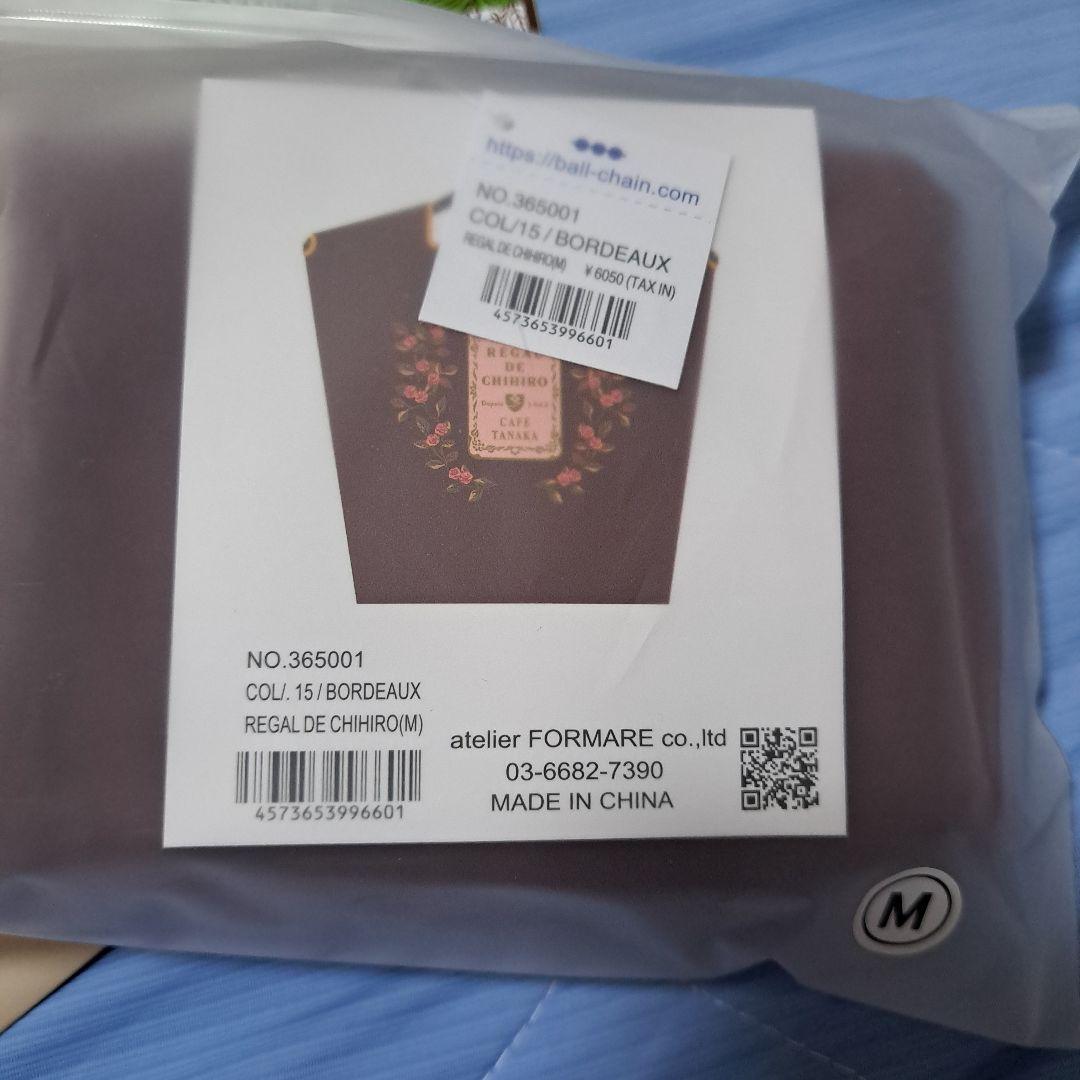 https://ball-chain.com
NO.365001
COL/15 / BORDEAUX
REGAL DE CHIHIRO(M) ¥6050 (TAX IN)
4573653996601
DE
CHIHIRO
Depuis
CAFE
TANAKA
NO.365001
COL/. 15 / BORDEAUX
REGAL DE CHIHIRO(M)
4573653996601
atelier FORMARE co.,ltd
03-6682-7390
MADE IN CHINA
M